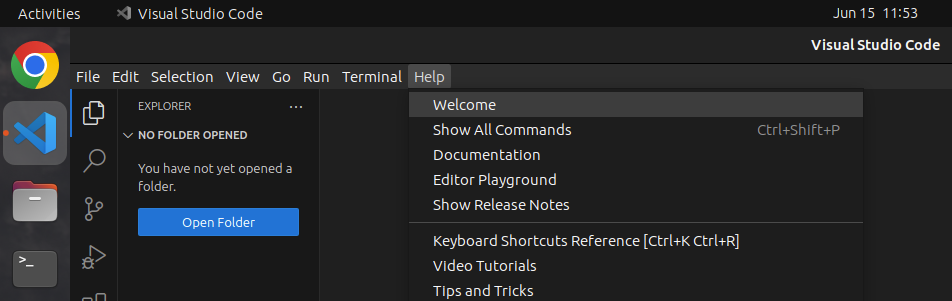 Activities Visual Studio Code Jun 15 11:53
Visual Studio Code
File Edit Selection View Go Run Terminal Help
EXPLORER ...
NO FOLDER OPENED
You have not yet opened a
folder.
Open Folder
Welcome
Show All Commands Ctrl+Shift+P
Documentation
Editor Playground
Show Release Notes
Keyboard Shortcuts Reference [Ctrl+K Ctrl+R]
Video Tutorials
Tips and Tricks
>_